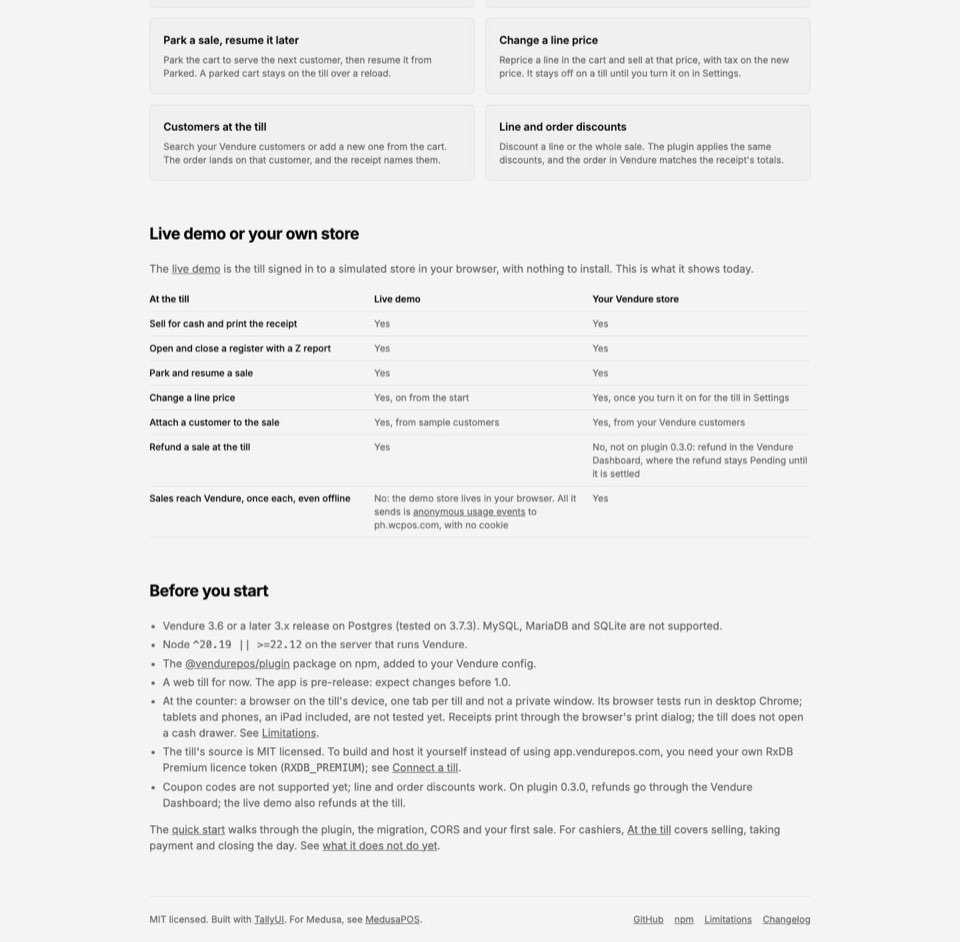 Park a sale, resume it later
Park the cart to serve the next customer, then resume it from
Parked. A parked cart stays on the till over a reload.
Change a line price
Reprice a line in the cart and sell at that price, with tax on the new
price. It stays off on a till until you turn it on in Settings.
Customers at the till
Search your Vendure customers or add a new one from the cart.
The order lands on that customer, and the receipt names them.
Line and order discounts
Discount a line or the whole sale. The plugin applies the same
discounts, and the order in Vendure matches the receipt's totals.
Live demo or your own store
The live demo is the till signed in to a simulated store in your browser, with nothing to install. This is what it shows today.
At the till Live demo Your Vendure store
Sell for cash and print the receipt Yes Yes
Open and close a register with a Z report Yes Yes
Park and resume a sale Yes Yes
Change a line price Yes, on from the start Yes, once you turn it on for the till in Settings
Attach a customer to the sale Yes, from sample customers Yes, from your Vendure customers
Refund a sale at the till Yes No, not on plugin 0.3.0: refund in the Vendure
Dashboard, where the refund stays Pending until
it is settled
Sales reach Vendure, once each, even offline No: the demo store lives in your browser. All it Yes
sends is anonymous usage events to
ph.wcpos.com, with no cookie
Before you start
• Vendure 3.6 or a later 3.x release on Postgres (tested on 3.7.3). MySQL, MariaDB and SQLite are not supported.
• Node ^20.19 || >=22.12 on the server that runs Vendure.
• The @vendurepos/plugin package on npm, added to your Vendure config.
• A web till for now. The app is pre-release: expect changes before 1.0.
• At the counter: a browser on the till's device, one tab per till and not a private window. Its browser tests run in desktop Chrome;
tablets and phones, an iPad included, are not tested yet. Receipts print through the browser's print dialog; the till does not open
a cash drawer. See Limitations.
• The till's source is MIT licensed. To build and host it yourself instead of using app.vendurepos.com, you need your own RxDB
Premium licence token (RXDB_PREMIUM); see Connect a till.
• Coupon codes are not supported yet; line and order discounts work. On plugin 0.3.0, refunds go through the Vendure
Dashboard; the live demo also refunds at the till.
The quick start walks through the plugin, the migration, CORS and your first sale. For cashiers, At the till covers selling, taking
payment and closing the day. See what it does not do yet.
MIT licensed. Built with TallyUI. For Medusa, see MedusaPOS.
GitHub npm Limitations Changelog